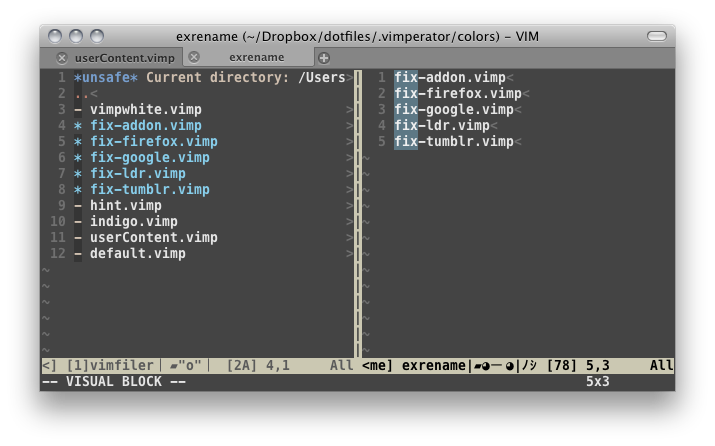 exrename (~/Dropbox/dotfiles/.vimperator/colors) - VIM
userContent.vimp exrename
1 *unsafe* Current directory: /Users>
2 ..<
3 - vimpwhite.vimp >
4 * fix-addon.vimp >
5 * fix-firefox.vimp >
6 * fix-google.vimp >
7 * fix-ldr.vimp >
8 * fix-tumblr.vimp >
9 - hint.vimp >
10 - indigo.vimp >
11 - userContent.vimp >
12 - default.vimp >
~
~
~
~
~
~
1 fix-addon.vimp<
2 fix-firefox.vimp<
3 fix-google.vimp<
4 fix-ldr.vimp<
5 fix-tumblr.vimp<
~
~
~
~
~
~
~
~
~
~
~
~
~
<] [1]vimfiler| ▰"o"| [2A] 4,1 All
<me] exrename|▰◕ー◕|ノシ [78] 5,3 All
-- VISUAL BLOCK -- 5x3